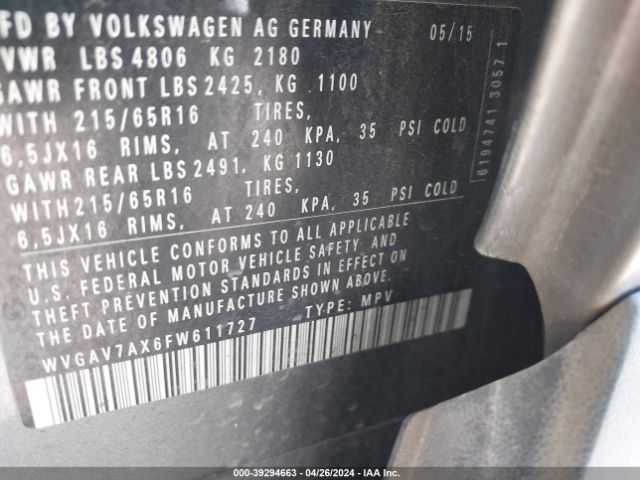 FD BY VOLKSWAGEN AG GERMANY 05/15
VWR LBS 4806 KG 2180
GAWR FRONT LBS 2425, KG 1100
WITH 215/65R16 TIRES,
6,5JX16 RIMS, AT 240 KPA, 35 PSI COLD
GAWR REAR LBS 2491, KG 1130
WITH 215/65R16 TIRES,
6,5JX16 RIMS, AT 240 KPA, 35 PSI COLD
THIS VEHICLE CONFORMS TO ALL APPLICABLE
U.S. FEDERAL MOTOR VEHICLE SAFETY AND
THEFT PREVENTION STANDARDS IN EFFECT ON
THE DATE OF MANUFACTURE SHOWN ABOVE.
WVGAV7AX6FW611727 TYPE: MPV
61947413057 1
000-39294663 - 04/26/2024 - IAA Inc.